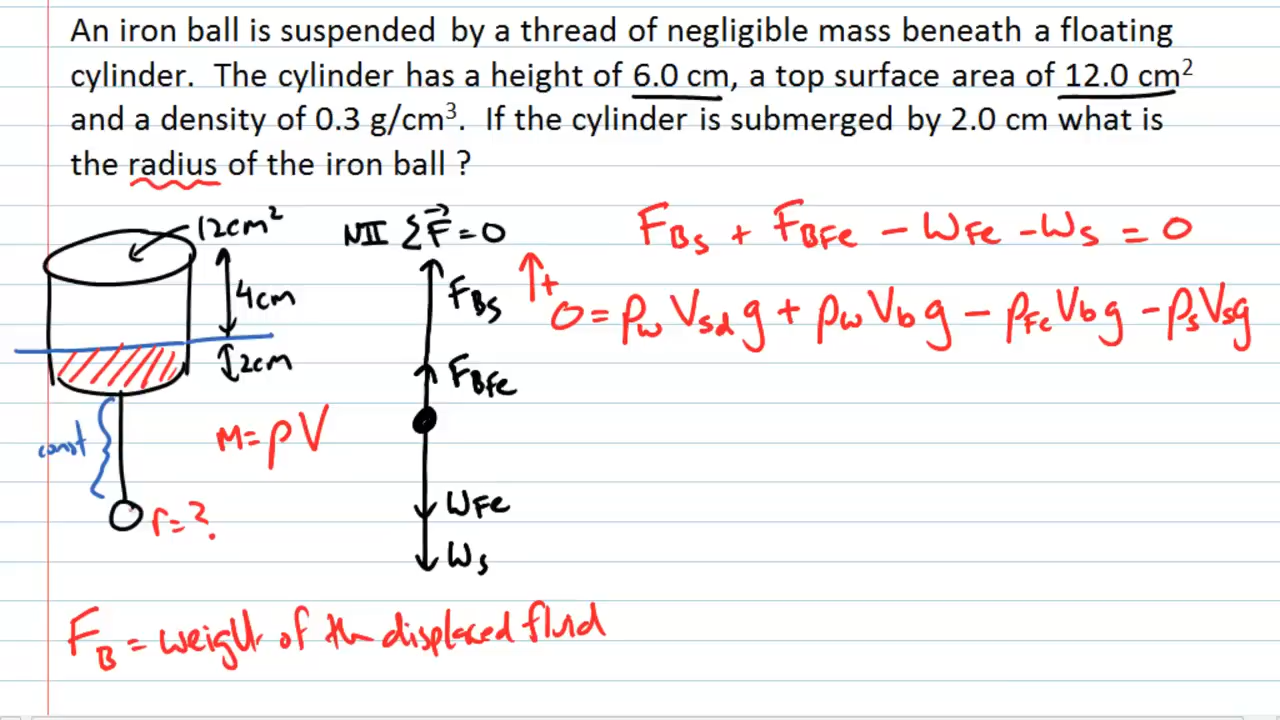 An iron ball is suspended by a thread of negligible mass beneath a floating
cylinder. The cylinder has a height of 6.0 cm, a top surface area of 12.0 cm²
and a density of 0.3 g/cm³. If the cylinder is submerged by 2.0 cm what is
the radius of the iron ball ?
12cm²
4cm
2cm
const
r=?
M=ρV
NII ΣF⃗=0
F_BS
F_BFe
W_Fe
W_S
F_BS + F_BFe - W_Fe - W_S = 0
+
0 = ρ_w V_sd g + ρ_w V_b g - ρ_Fe V_b g - ρ_s V_s g
F_B = weight of the displaced fluid